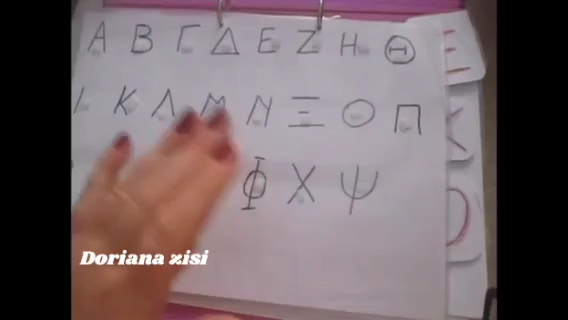 Α Β Γ Δ Ε Ζ Η Θ
Ι Κ Λ Μ Ν Ξ Ο Π
Φ Χ Ψ
Doriana zisi